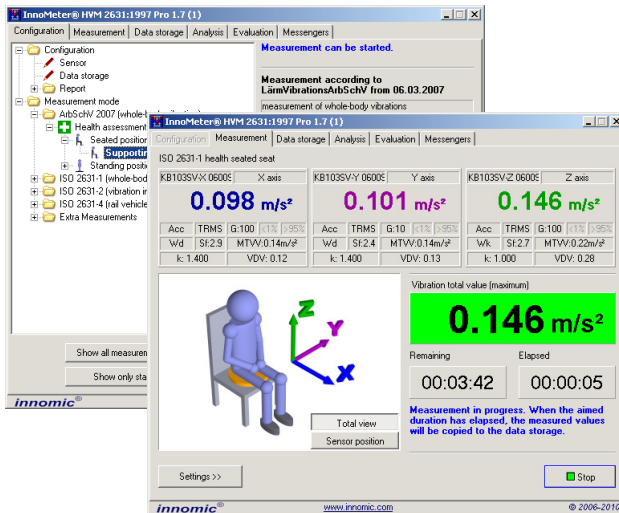 InnoMeter® HVM 2631:1997 Pro 1.7 (1)
Configuration Measurement Data storage Analysis Evaluation Messengers
Configuration
Sensor
Data storage
Report
Measurement mode
ArbSchV 2007 (whole-b
Health assessment
Seated position
Supportin
Standing positi
ISO 2631-1 (whole-bod
ISO 2631-2 (vibration in
ISO 2631-4 (rail vehicle
Extra Measurements
Show all measurem
Show only sta
innomic®
Measurement can be started.
Measurement according to
LärmVibrationsArbSchV from 06.03.2007
measurement of whole-body vibrations
InnoMeter® HVM 2631:1997 Pro 1.7 (1)
Configuration Measurement Data storage Analysis Evaluation Messengers
ISO 2631-1 health seated seat
KB103SV-X 0600 X axis
0.098 m/s²
Acc TRMS G:100 <1% >95%
Wd Sf:2.9 MTVV:0.14m/s²
k: 1.400 VDV: 0.12
KB103SV-Y 0600 Y axis
0.101 m/s²
Acc TRMS G:10 <1% >95%
Wd Sf:2.4 MTVV:0.14m/s²
k: 1.400 VDV: 0.13
KB103SV-Z 0600 Z axis
0.146 m/s²
Acc TRMS G:100 <1% >95%
Wk Sf:2.7 MTVV:0.22m/s²
k: 1.000 VDV: 0.28
Z
Y
X
Total view
Sensor position
Vibration total value (maximum)
0.146 m/s²
Remaining Elapsed
00:03:42 00:00:05
Measurement in progress. When the aimed
duration has elapsed, the measured values
will be copied to the data storage.
Settings >>
Stop
innomic® www.innomic.com © 2006-2010